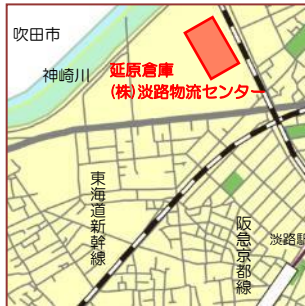 吹田市
神崎川
延原倉庫
(株)淡路物流センター
東海道新幹線
阪急京都線
淡路駅